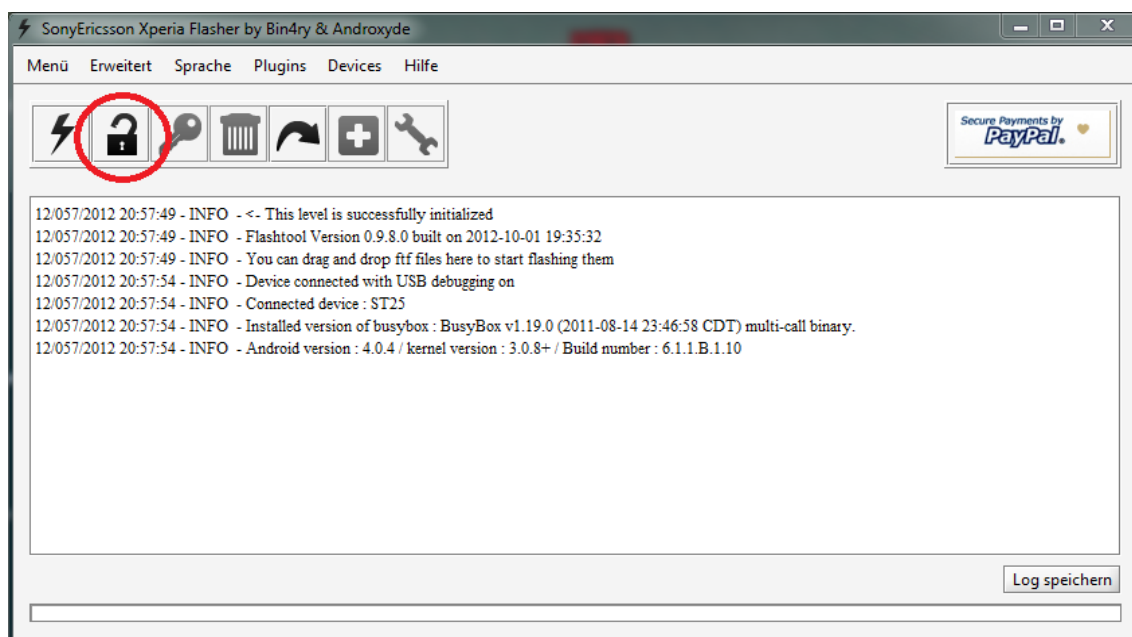 SonyEricsson Xperia Flasher by Bin4ry & Androxyde
Menü Erweitert Sprache Plugins Devices Hilfe
Secure Payments by
PayPal.
12/057/2012 20:57:49 - INFO - <- This level is successfully initialized
12/057/2012 20:57:49 - INFO - Flashtool Version 0.9.8.0 built on 2012-10-01 19:35:32
12/057/2012 20:57:49 - INFO - You can drag and drop ftf files here to start flashing them
12/057/2012 20:57:54 - INFO - Device connected with USB debugging on
12/057/2012 20:57:54 - INFO - Connected device : ST25
12/057/2012 20:57:54 - INFO - Installed version of busybox : BusyBox v1.19.0 (2011-08-14 23:46:58 CDT) multi-call binary.
12/057/2012 20:57:54 - INFO - Android version : 4.0.4 / kernel version : 3.0.8+ / Build number : 6.1.1.B.1.10
Log speichern